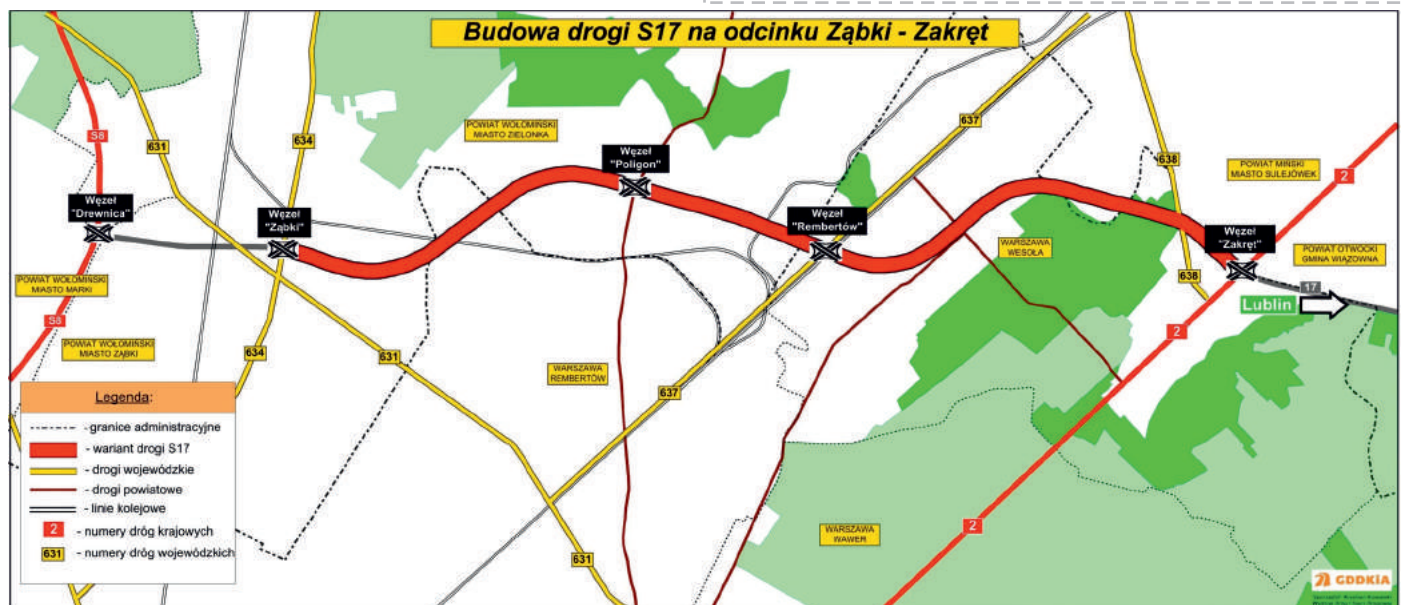 Budowa drogi S17 na odcinku Ząbki - Zakręt
S8
631
634
POWIAT WOŁOMIŃSKI
MIASTO ZIELONKA
637
638
POWIAT MIŃSKI
MIASTO SULEJÓWEK
2
Węzeł
"Drewnica"
Węzeł
"Ząbki"
Węzeł
"Poligon"
Węzeł
"Rembertów"
WARSZAWA
WESOŁA
Węzeł
"Zakręt"
POWIAT OTWOCKI
GMINA WIĄZOWNA
638
17
Lublin
POWIAT WOŁOMIŃSKI
MIASTO MARKI
S8
POWIAT WOŁOMIŃSKI
MIASTO ZĄBKI
634
631
WARSZAWA
REMBERTÓW
637
2
Legenda:
- granice administracyjne
- wariant drogi S17
- drogi wojewódzkie
- drogi powiatowe
- linie kolejowe
2 - numery dróg krajowych
631 - numery dróg wojewódzkich
631
WARSZAWA
WAWER
2
GDDKIA